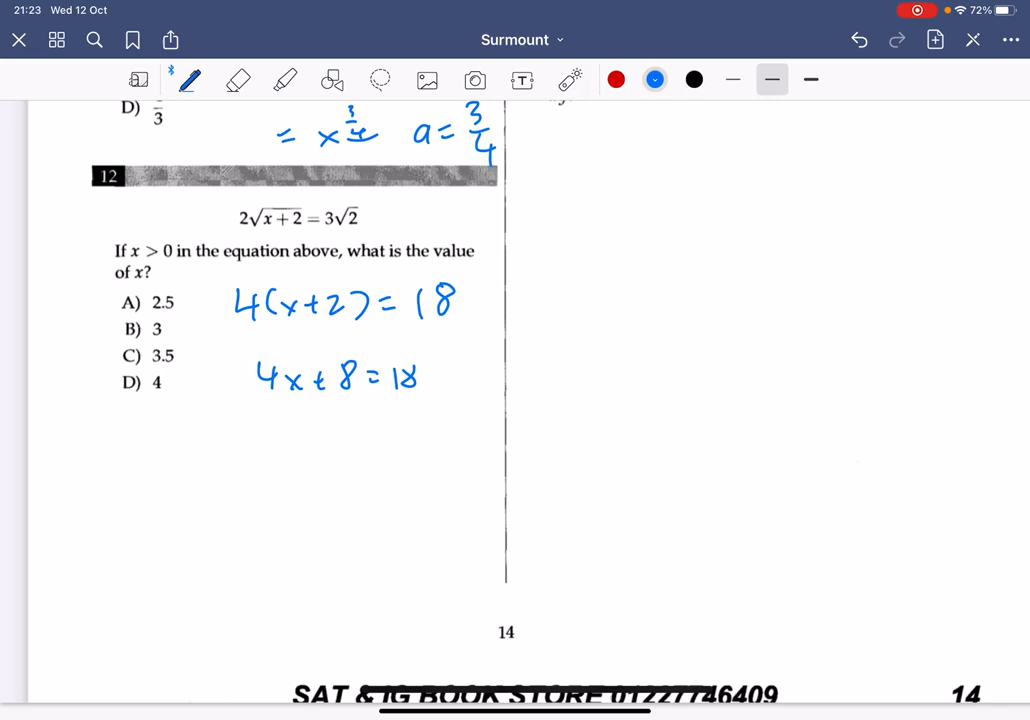 21:23 Wed 12 Oct
72%
Surmount
T
D) 3
= x 3/4 a = 3/4
12
2√x + 2 = 3√2
If x > 0 in the equation above, what is the value
of x?
A) 2.5
B) 3
C) 3.5
D) 4
4(x+2) = 18
4x + 8 = 18
14
SAT & IG BOOK STORE 01227746409
14